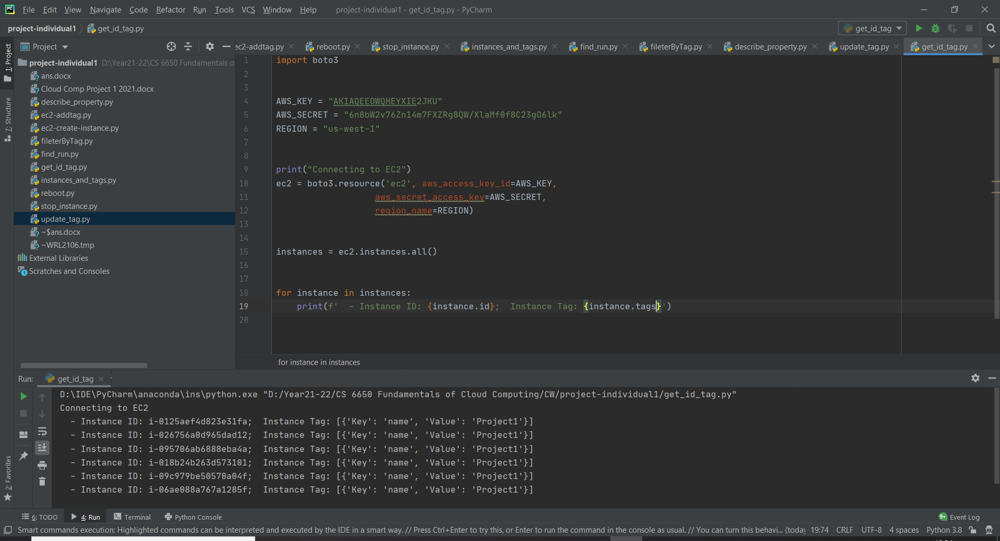 File Edit View Navigate Code Refactor Run Tools VCS Window Help project-individual1 - get_id_tag.py - PyCharm
project-individual1 get_id_tag.py get_id_tag
1: Project
7: Structure
2: Favorites
Project
project-individual1 D:\Year21-22\CS 6650 Fundamentals o
ans.docx
Cloud Comp Project 1 2021.docx
describe_property.py
ec2-addtag.py
ec2-create-instance.py
fileterByTag.py
find_run.py
get_id_tag.py
instances_and_tags.py
reboot.py
stop_instance.py
update_tag.py
~$ans.docx
~WRL2106.tmp
External Libraries
Scratches and Consoles
ec2-addtag.py reboot.py stop_instance.py instances_and_tags.py find_run.py fileterByTag.py describe_property.py update_tag.py get_id_tag.py
1 import boto3
2
3
4 AWS_KEY = "AKIAQEEOWQHEYXIE2JKU"
5 AWS_SECRET = "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"
6 REGION = "us-west-1"
7
8
9 print("Connecting to EC2")
10 ec2 = boto3.resource('ec2', aws_access_key_id=AWS_KEY,
11 aws_secret_access_key=AWS_SECRET,
12 region_name=REGION)
13
14
15 instances = ec2.instances.all()
16
17
18 for instance in instances:
19 print(f'  - Instance ID: {instance.id};  Instance Tag: {instance.tags}')
20
for instance in instances
Run: get_id_tag
D:\IDE\PyCharm\anaconda\ins\python.exe "D:/Year21-22/CS 6650 Fundamentals of Cloud Computing/CW/project-individual1/get_id_tag.py"
Connecting to EC2
- Instance ID: i-0125aef4d823e31fa;  Instance Tag: [{'Key': 'name', 'Value': 'Project1'}]
- Instance ID: i-026756a0d965dad12;  Instance Tag: [{'Key': 'name', 'Value': 'Project1'}]
- Instance ID: i-095706ab6888eba4a;  Instance Tag: [{'Key': 'name', 'Value': 'Project1'}]
- Instance ID: i-018b24b263d573101;  Instance Tag: [{'Key': 'name', 'Value': 'Project1'}]
- Instance ID: i-09c979be50570a04f;  Instance Tag: [{'Key': 'name', 'Value': 'Project1'}]
- Instance ID: i-06ae088a767a1285f;  Instance Tag: [{'Key': 'name', 'Value': 'Project1'}]
6: TODO 4: Run Terminal Python Console 9+ Event Log
Smart commands execution: Highlighted commands can be interpreted and executed by the IDE in a smart way. // Press Ctrl+Enter to try this, or Enter to run the command in the console as usual. // You can turn this behavi... (today 19:74 CRLF UTF-8 4 spaces Python 3.8